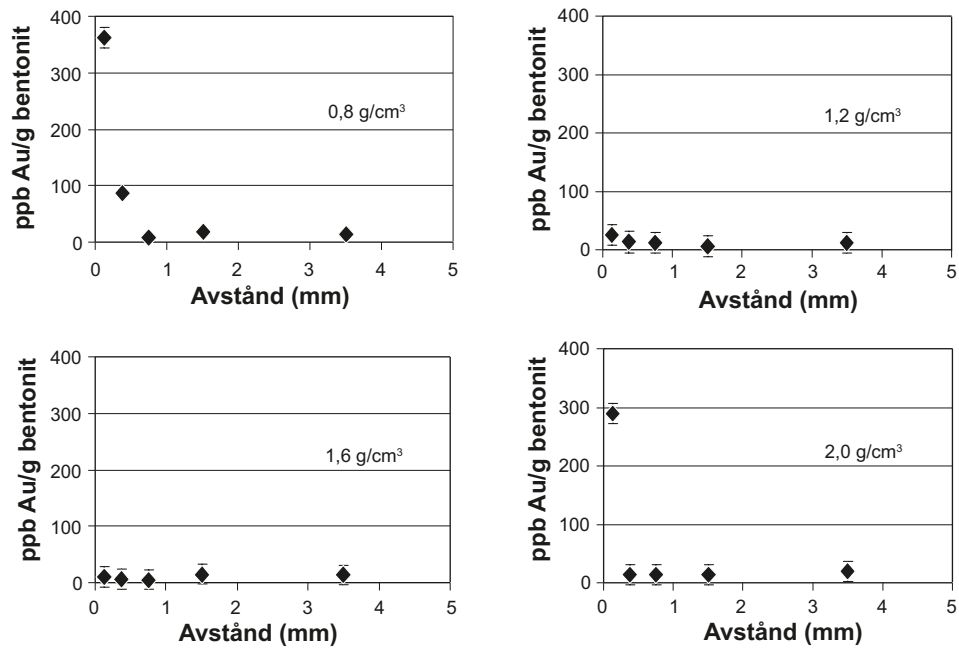 ppb Au/g bentonit
400
300
200
100
0
0,8 g/cm³
0 1 2 3 4 5
Avstånd (mm)
ppb Au/g bentonit
400
300
200
100
0
1,2 g/cm³
0 1 2 3 4 5
Avstånd (mm)
ppb Au/g bentonit
400
300
200
100
0
1,6 g/cm³
0 1 2 3 4 5
Avstånd (mm)
ppb Au/g bentonit
400
300
200
100
0
2,0 g/cm³
0 1 2 3 4 5
Avstånd (mm)